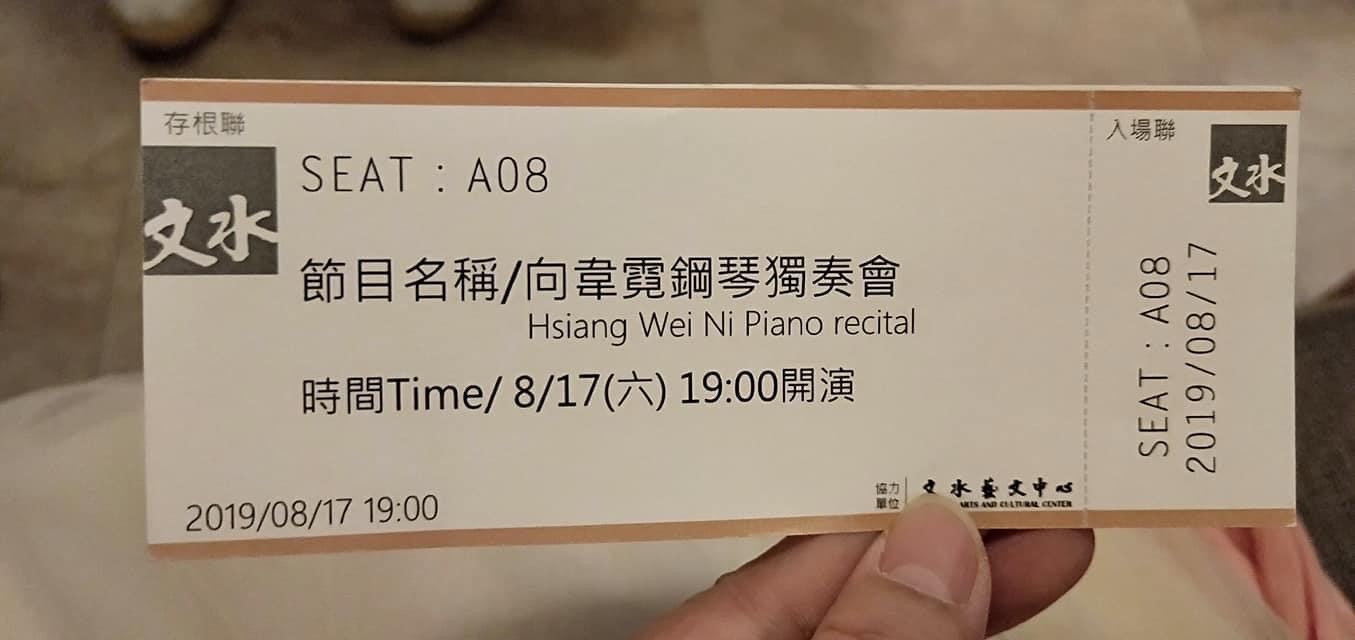 存根聯
文水
SEAT : A08
節目名稱/向韋霓鋼琴獨奏會
Hsiang Wei Ni Piano recital
時間Time/ 8/17(六) 19:00開演
2019/08/17 19:00
協力
單位
文水藝文中心
ARTS AND CULTURAL CENTER
入場聯
文水
SEAT : A08
2019/08/17